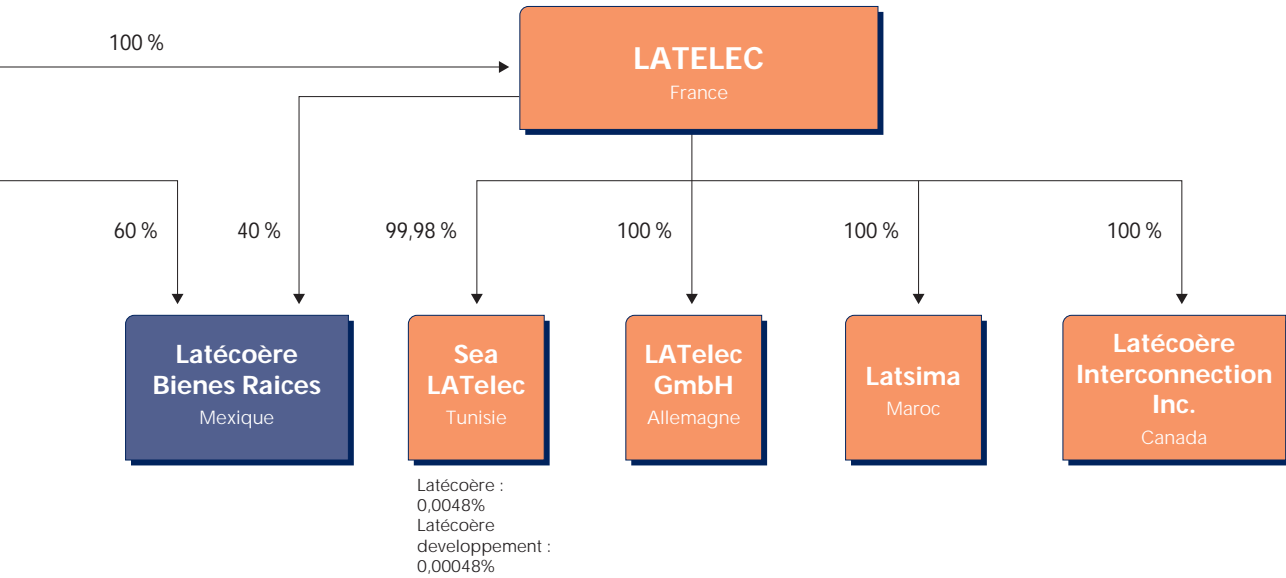 100 %
LATELEC
France
60 %
40 %
99,98 %
100 %
100 %
100 %
Latécoère
Bienes Raices
Mexique
Sea
LATelec
Tunisie
LATelec
GmbH
Allemagne
Latsima
Maroc
Latécoère
Interconnection
Inc.
Canada
Latécoère :
0,0048%
Latécoère
developpement :
0,00048%